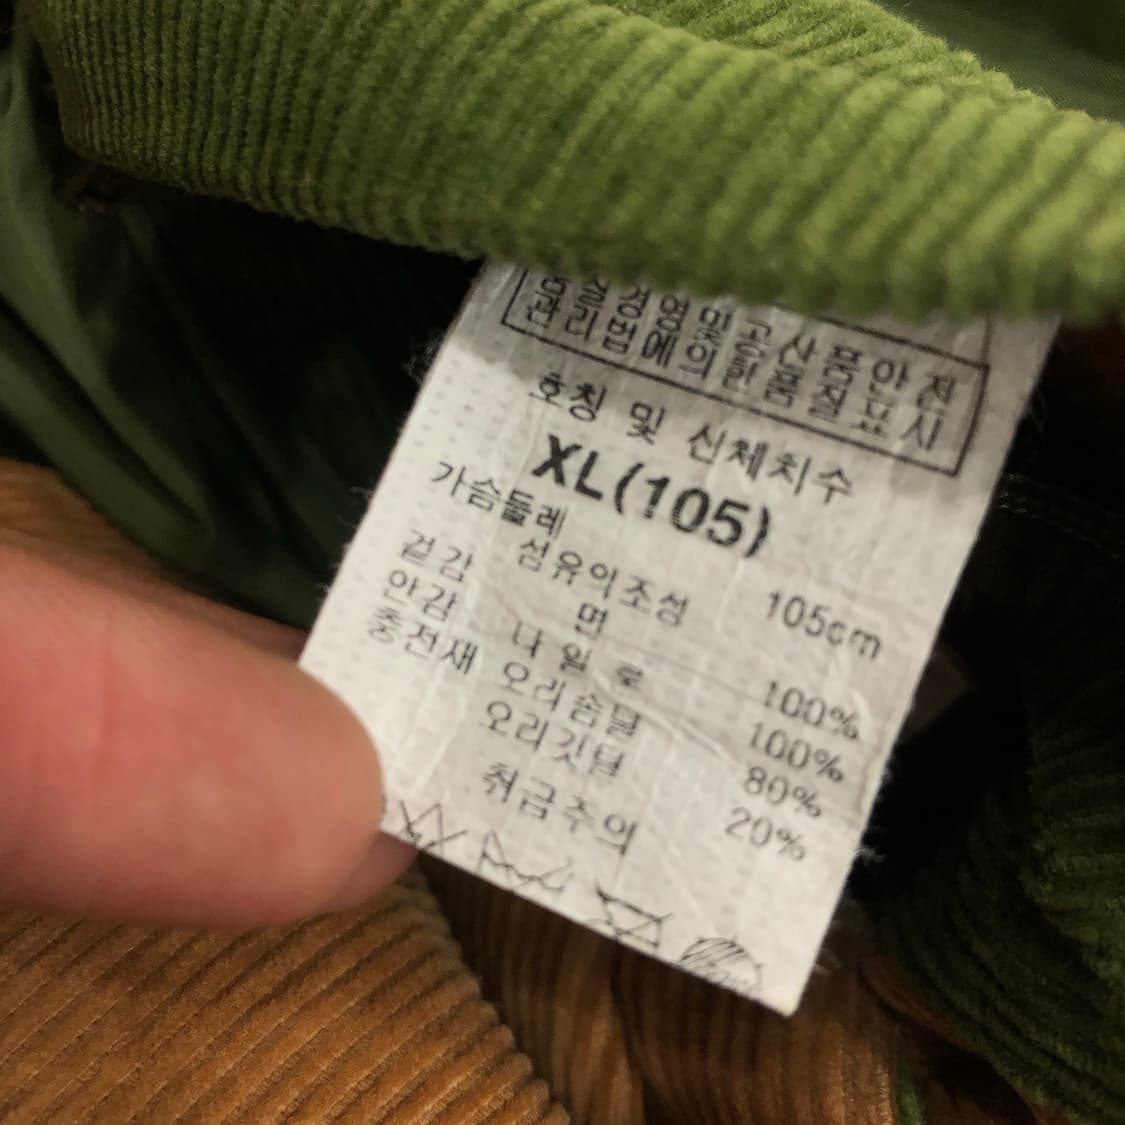 품질경영 및 공산품안전
관리법에 의한 품질표시
호칭 및 신체치수
XL(105)
가슴둘레 105cm
섬유의조성
겉감 면 100%
안감 나일론 100%
충전재 오리솜털 80%
오리깃털 20%
취급주의